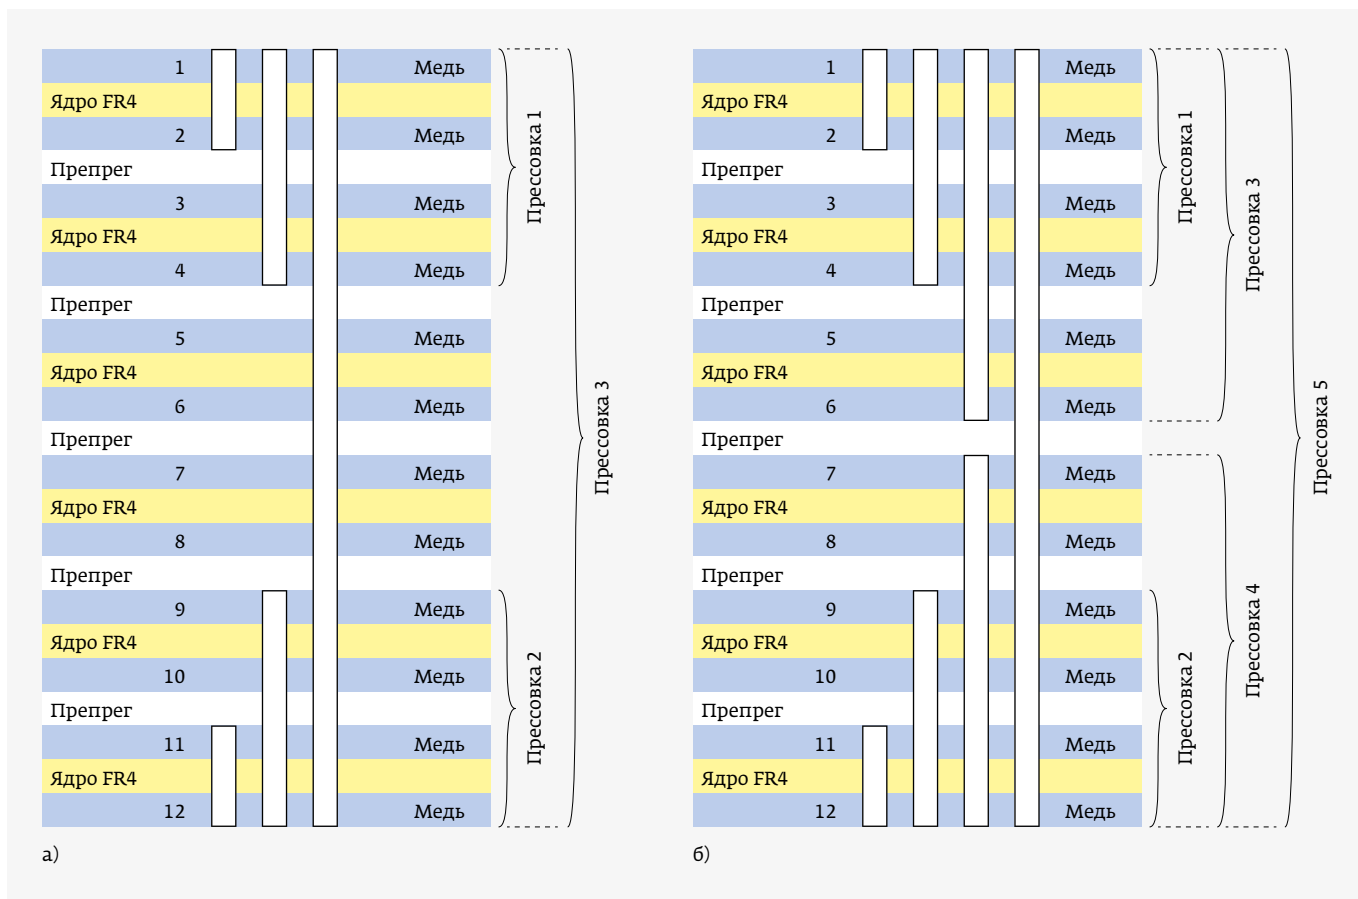 1 Медь
Ядро FR4
2 Медь
Препрег
3 Медь
Ядро FR4
4 Медь
Препрег
5 Медь
Ядро FR4
6 Медь
Препрег
7 Медь
Ядро FR4
8 Медь
Препрег
9 Медь
Ядро FR4
10 Медь
Препрег
11 Медь
Ядро FR4
12 Медь
Прессовка 1
Прессовка 2
Прессовка 3
а)
1 Медь
Ядро FR4
2 Медь
Препрег
3 Медь
Ядро FR4
4 Медь
Препрег
5 Медь
Ядро FR4
6 Медь
Препрег
7 Медь
Ядро FR4
8 Медь
Препрег
9 Медь
Ядро FR4
10 Медь
Препрег
11 Медь
Ядро FR4
12 Медь
Прессовка 1
Прессовка 2
Прессовка 3
Прессовка 4
Прессовка 5
б)